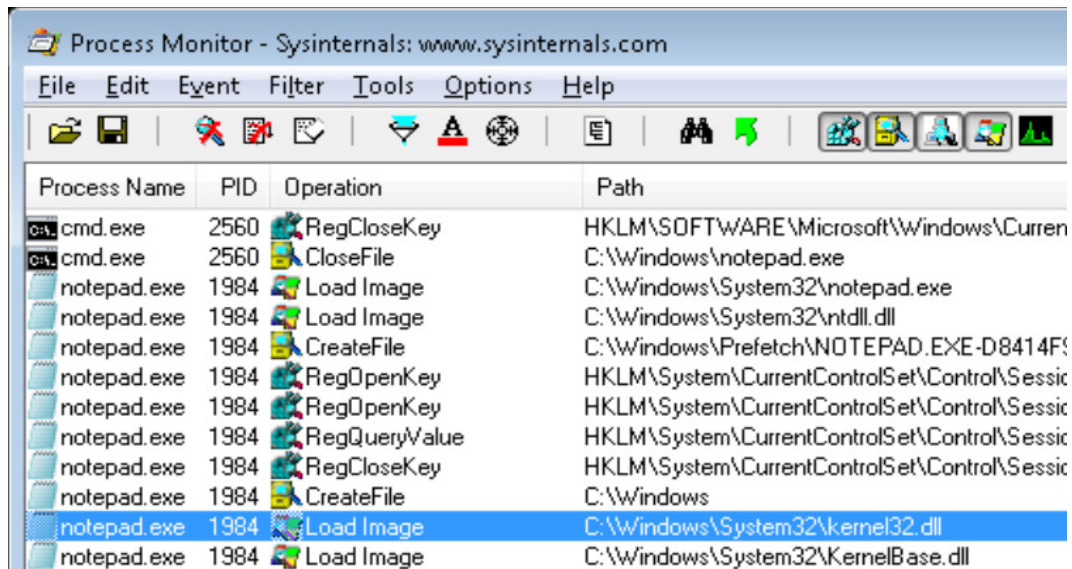 Process Monitor - Sysinternals: www.sysinternals.com
File Edit Event Filter Tools Options Help
Process Name PID Operation Path
cmd.exe 2560 RegCloseKey HKLM\SOFTWARE\Microsoft\Windows\Curren
cmd.exe 2560 CloseFile C:\Windows\notepad.exe
notepad.exe 1984 Load Image C:\Windows\System32\notepad.exe
notepad.exe 1984 Load Image C:\Windows\System32\ntdll.dll
notepad.exe 1984 CreateFile C:\Windows\Prefetch\NOTEPAD.EXE-D8414F9
notepad.exe 1984 RegOpenKey HKLM\System\CurrentControlSet\Control\Sessio
notepad.exe 1984 RegOpenKey HKLM\System\CurrentControlSet\Control\Sessio
notepad.exe 1984 RegQueryValue HKLM\System\CurrentControlSet\Control\Sessio
notepad.exe 1984 RegCloseKey HKLM\System\CurrentControlSet\Control\Sessio
notepad.exe 1984 CreateFile C:\Windows
notepad.exe 1984 Load Image C:\Windows\System32\kernel32.dll
notepad.exe 1984 Load Image C:\Windows\System32\KernelBase.dll